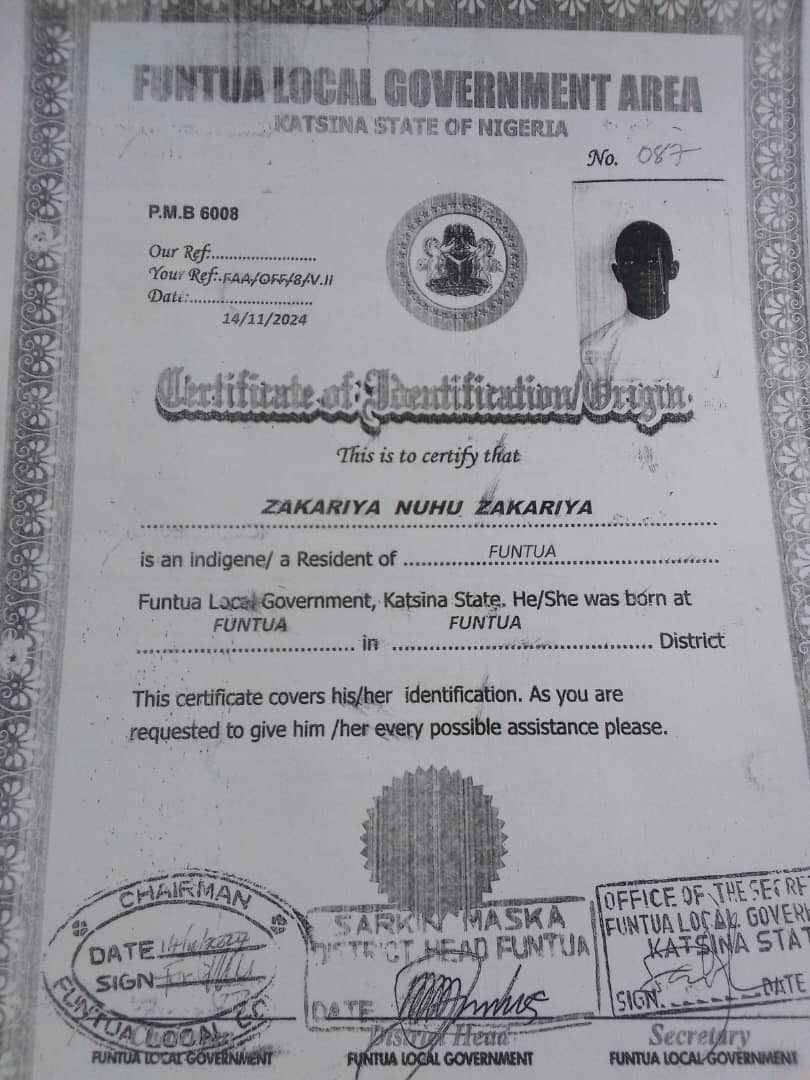 FUNTUA LOCAL GOVERNMENT AREA
KATSINA STATE OF NIGERIA
No. 087
P.M.B 6008
Our Ref:........................
Your Ref:.FAA/OFF/8/V.II
Date:............................
14/11/2024
Certificate of Identification/Origin
This is to certify that
ZAKARIYA NUHU ZAKARIYA
is an indigene/ a Resident of FUNTUA
Funtua Local Government, Katsina State. He/She was born at
FUNTUA in FUNTUA District
This certificate covers his/her identification. As you are
requested to give him /her every possible assistance please.
CHAIRMAN
DATE
SIGN
FUNTUA LOCAL
SARKIN MASKA
DISTRICT HEAD FUNTUA
DATE
OFFICE OF THE SECRE
FUNTUA LOCAL GOVERN
KATSINA STAT
SIGN. DATE
FUNTUA LOCAL GOVERNMENT
District Head
FUNTUA LOCAL GOVERNMENT
Secretary
FUNTUA LOCAL GOVERNMENT